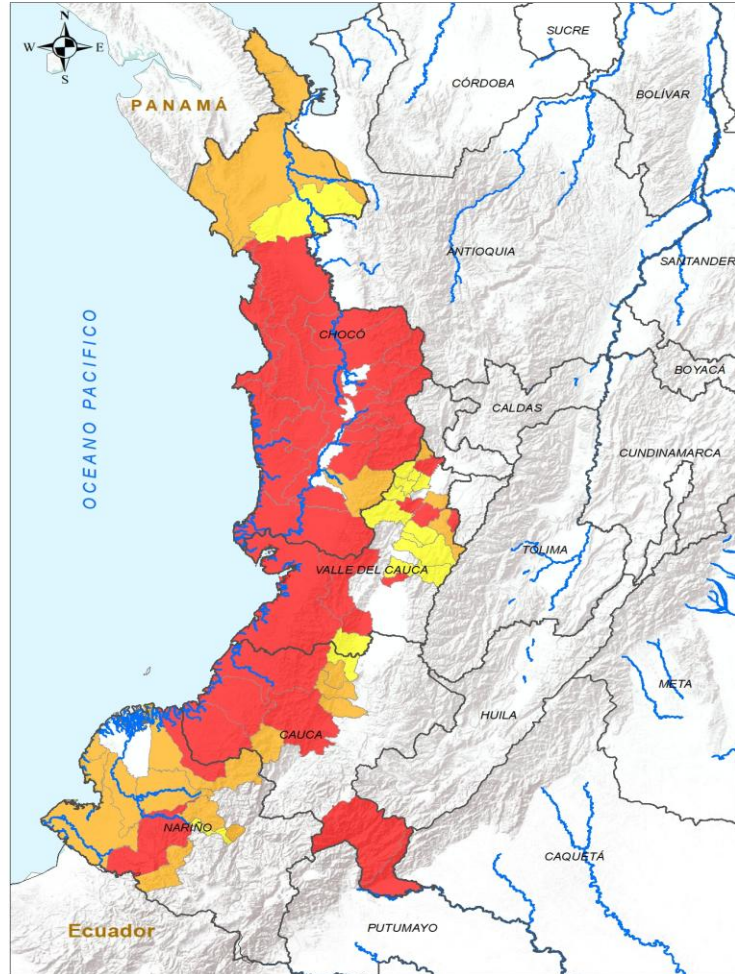 SUCRE
N
W E
S
CÓRDOBA
BOLÍVAR
PANAMÁ
ANTIOQUIA
SANTANDER
OCEANO PACIFICO
CHOCÓ
BOYACÁ
CALDAS
CUNDINAMARCA
TOLIMA
VALLE DEL CAUCA
META
HUILA
CAUCA
NARIÑO
CAQUETÁ
PUTUMAYO
Ecuador